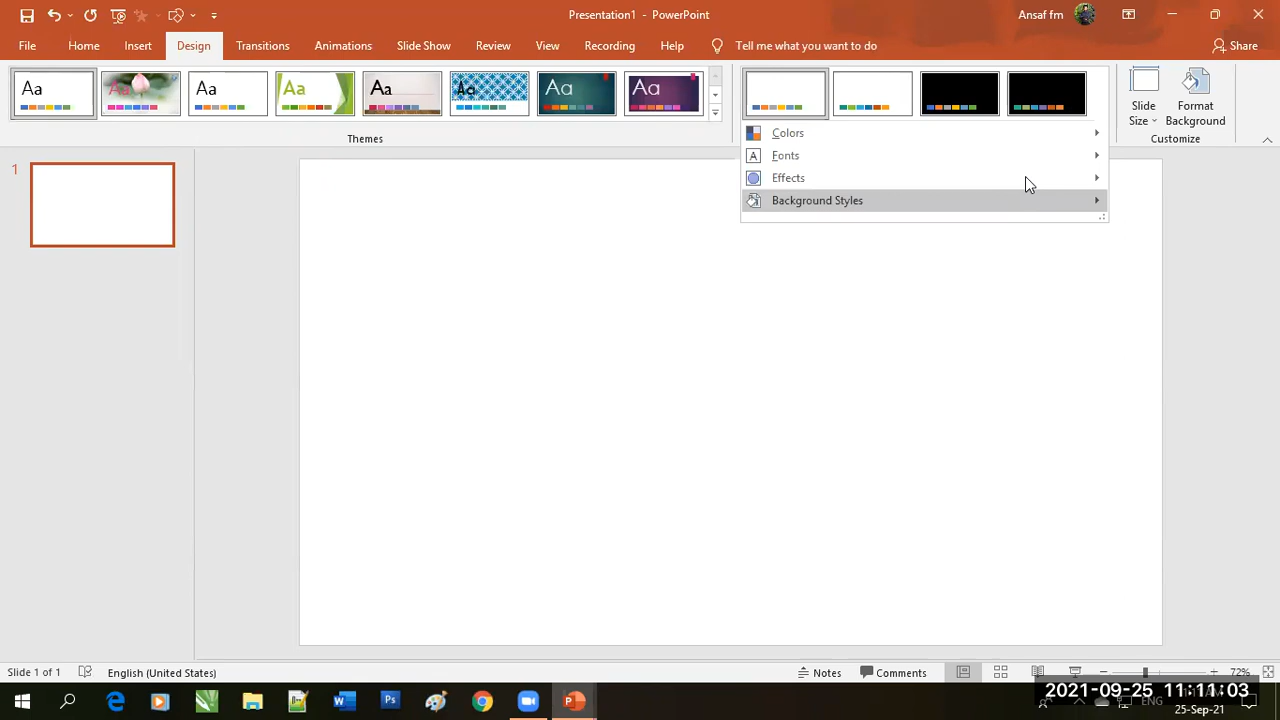 Presentation1 - PowerPoint
Ansaf fm
File Home Insert Design Transitions Animations Slide Show Review View Recording Help Tell me what you want to do Share
Aa Aa Aa Aa Aa Aa Aa Aa
Themes
Colors
Fonts
Effects
Background Styles
Slide Size
Format Background
Customize
1
Slide 1 of 1 English (United States) Notes Comments 72%
2021-09-25 11:11:03
ENG
25-Sep-21